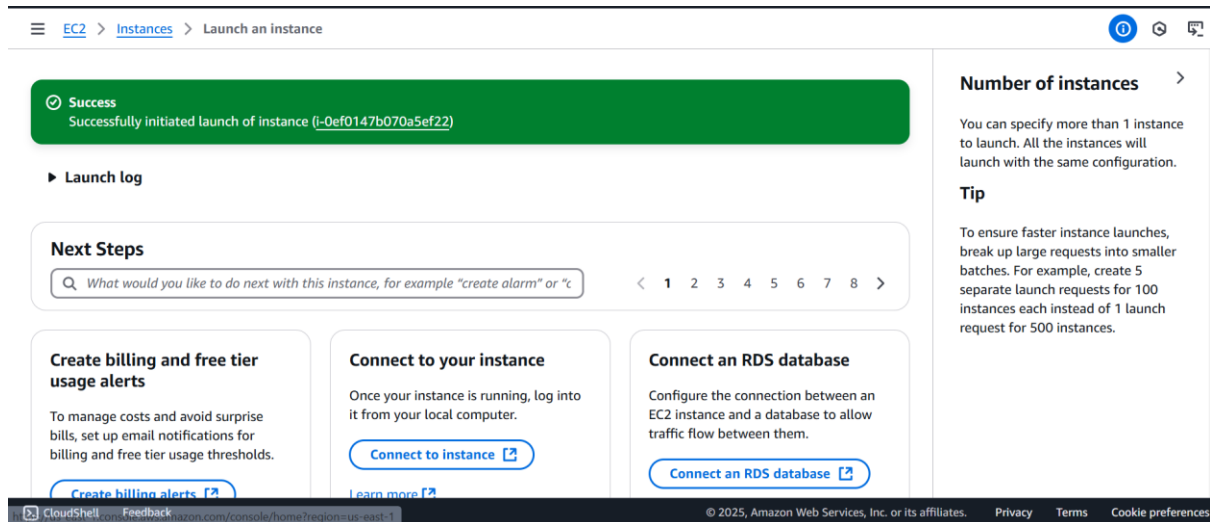 EC2 > Instances > Launch an instance
Success
Successfully initiated launch of instance (i-0ef0147b070a5ef22)
Launch log
Next Steps
What would you like to do next with this instance, for example "create alarm" or "c
1 2 3 4 5 6 7 8
Create billing and free tier
usage alerts
To manage costs and avoid surprise
bills, set up email notifications for
billing and free tier usage thresholds.
Create billing alerts
Connect to your instance
Once your instance is running, log into
it from your local computer.
Connect to instance
Learn more
Connect an RDS database
Configure the connection between an
EC2 instance and a database to allow
traffic flow between them.
Connect an RDS database
Number of instances
You can specify more than 1 instance
to launch. All the instances will
launch with the same configuration.
Tip
To ensure faster instance launches,
break up large requests into smaller
batches. For example, create 5
separate launch requests for 100
instances each instead of 1 launch
request for 500 instances.
CloudShell Feedback
© 2025, Amazon Web Services, Inc. or its affiliates. Privacy Terms Cookie preferences